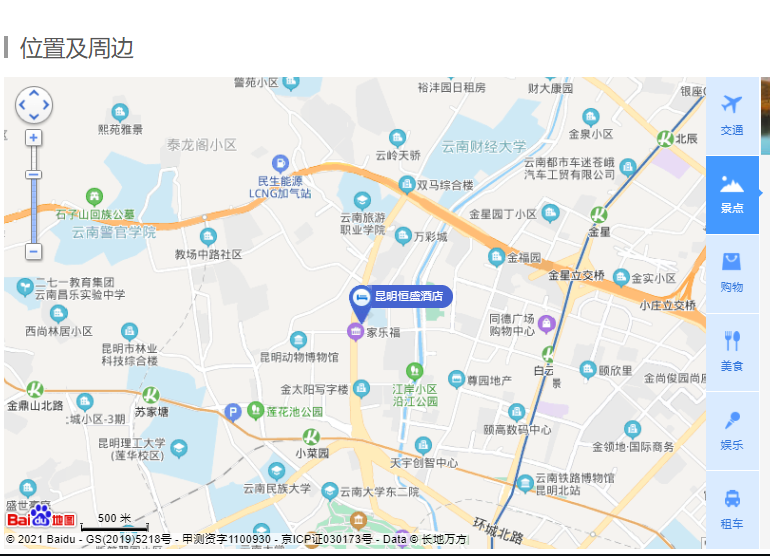 位置及周边
警苑小区
裕沣园日租房
财大康园
银座
熙苑雅景
泰龙阁小区
金泉小区
北辰
交通
云岭天骄
云南财经大学
民生能源
LCNG加气站
双马综合楼
云南都市车迷苍峨
汽车工贸有限公司
石子山回族公墓
景点
云南旅游
职业学院
金星园丁小区
金星
云南警官学院
教场中路社区
万彩城
金福园
金星立交桥
金实小区
二七一教育集团
云南昌乐实验中学
购物
昆明恒盛酒店
小庄立交桥
西尚林居小区
家乐福
同德广场
购物中心
昆明市林业
科技综合楼
昆明动物博物馆
白云
美食
金鼎山北路
苏家塘
金太阳写字楼
江岸小区
沿江公园
尊园地产
景
颐欣里
金尚俊园尚
城小区-3期
P
莲花池公园
颐高数码中心
昆明理工大学
(莲华校区)
小菜园
天宇创智中心
金领地·国际商务
娱乐
云南铁路博物馆
昆明北站
盛世
云南民族大学
云南大学东二院
环城北路
租车
Bai du 地图
500 米
© 2021 Baidu - GS(2019)5218号 - 甲测资字1100930 - 京ICP证030173号 - Data © 长地万方